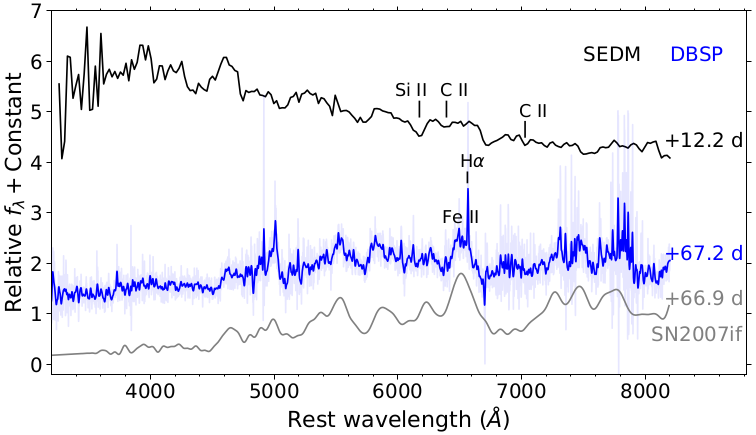 7
6
5
4
3
2
1
0
Relative fλ + Constant
SEDM DBSP
Si II C II
C II
+12.2 d
Hα
Fe II
+67.2 d
+66.9 d
SN2007if
4000 5000 6000 7000 8000
Rest wavelength (Å)